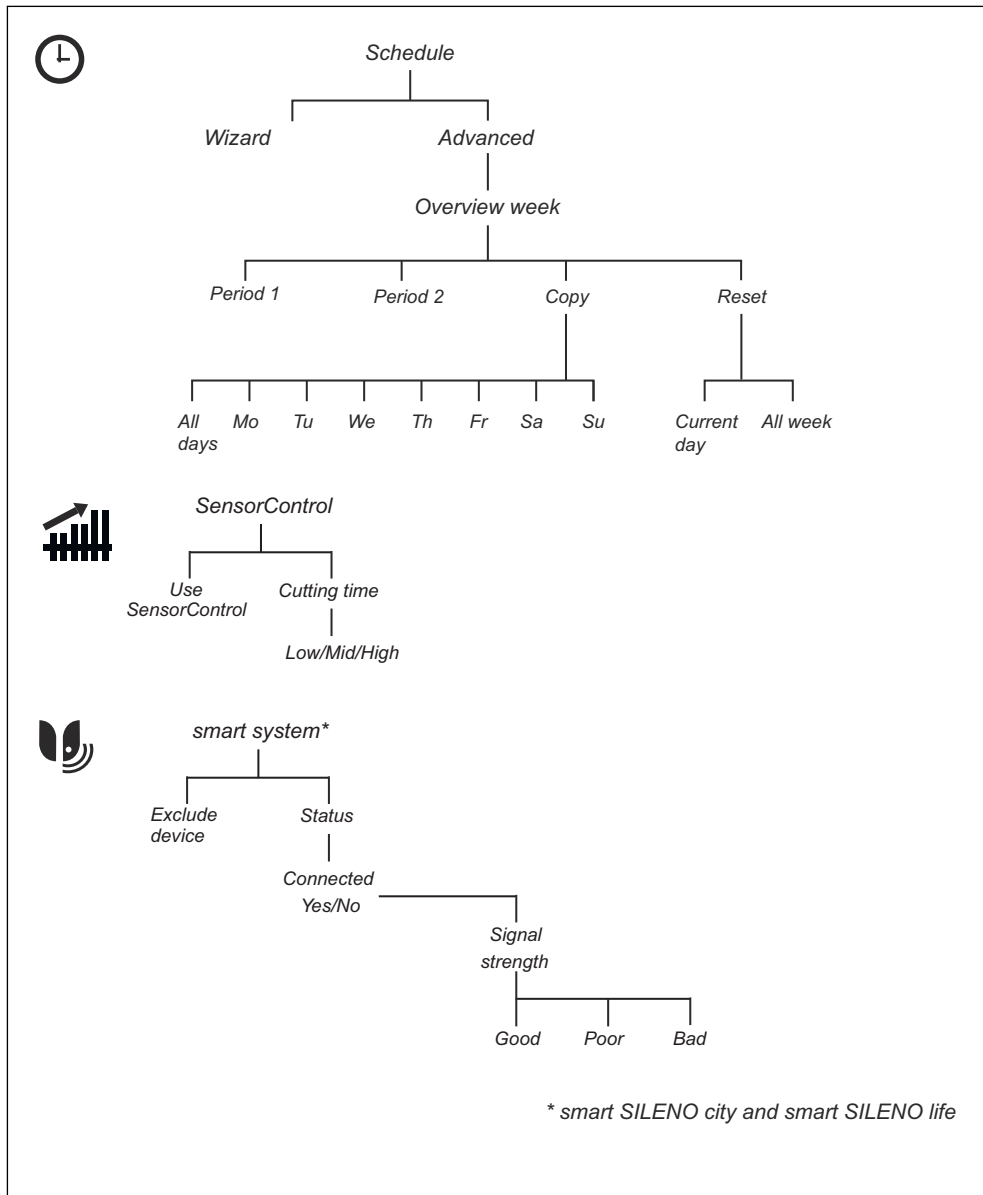 Schedule
Wizard
Advanced
Overview week
Period 1
Period 2
Copy
Reset
All
days
Mo
Tu
We
Th
Fr
Sa
Su
Current
day
All week
SensorControl
Use
SensorControl
Cutting time
Low/Mid/High
smart system*
Exclude
device
Status
Connected
Yes/No
Signal
strength
Good
Poor
Bad
* smart SILENO city and smart SILENO life